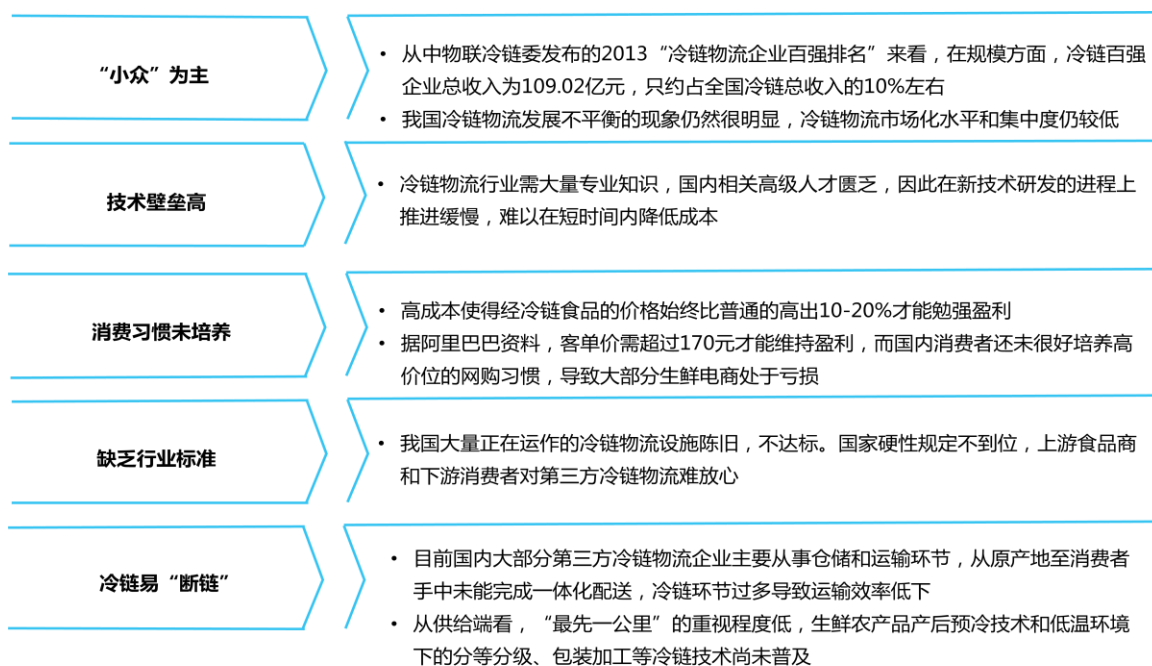 “小众”为主
• 从中物联冷链委发布的2013“冷链物流企业百强排名”来看，在规模方面，冷链百强
企业总收入为109.02亿元，只约占全国冷链总收入的10%左右
• 我国冷链物流发展不平衡的现象仍然很明显，冷链物流市场化水平和集中度仍较低
技术壁垒高
• 冷链物流行业需大量专业知识，国内相关高级人才匮乏，因此在新技术研发的进程上
推进缓慢，难以在短时间内降低成本
消费习惯未培养
• 高成本使得经冷链食品的价格始终比普通的高出10-20%才能勉强盈利
• 据阿里巴巴资料，客单价需超过170元才能维持盈利，而国内消费者还未很好培养高
价位的网购习惯，导致大部分生鲜电商处于亏损
缺乏行业标准
• 我国大量正在运作的冷链物流设施陈旧，不达标。国家硬性规定不到位，上游食品商
和下游消费者对第三方冷链物流难放心
冷链易“断链”
• 目前国内大部分第三方冷链物流企业主要从事仓储和运输环节，从原产地至消费者
手中未能完成一体化配送，冷链环节过多导致运输效率低下
• 从供给端看，“最先一公里”的重视程度低，生鲜农产品产后预冷技术和低温环境
下的分等分级、包装加工等冷链技术尚未普及